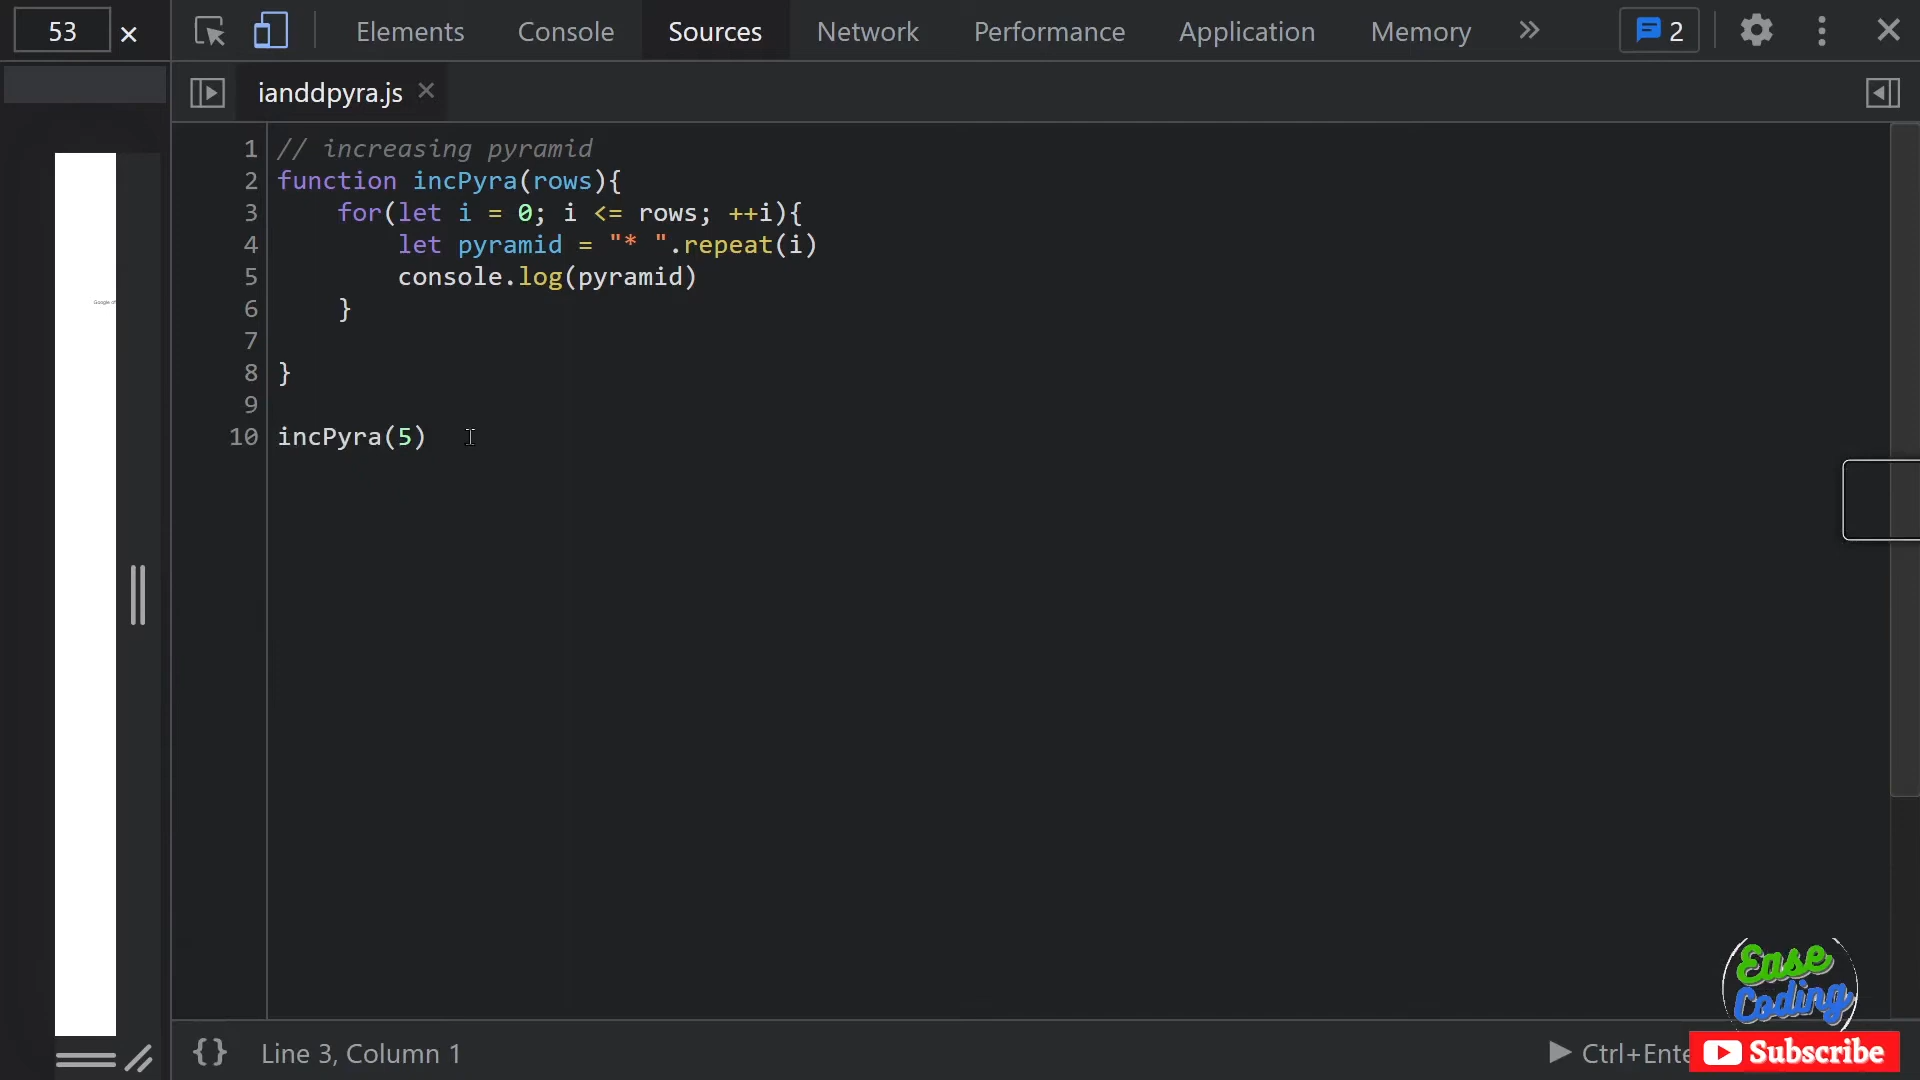 53 × Elements Console Sources Network Performance Application Memory » 2
ianddpyra.js ×
1 // increasing pyramid
2 function incPyra(rows){
3     for(let i = 0; i <= rows; ++i){
4         let pyramid = "* ".repeat(i)
5         console.log(pyramid)
6     }
7
8 }
9
10 incPyra(5)
{} Line 3, Column 1
Ease
Coding
Subscribe